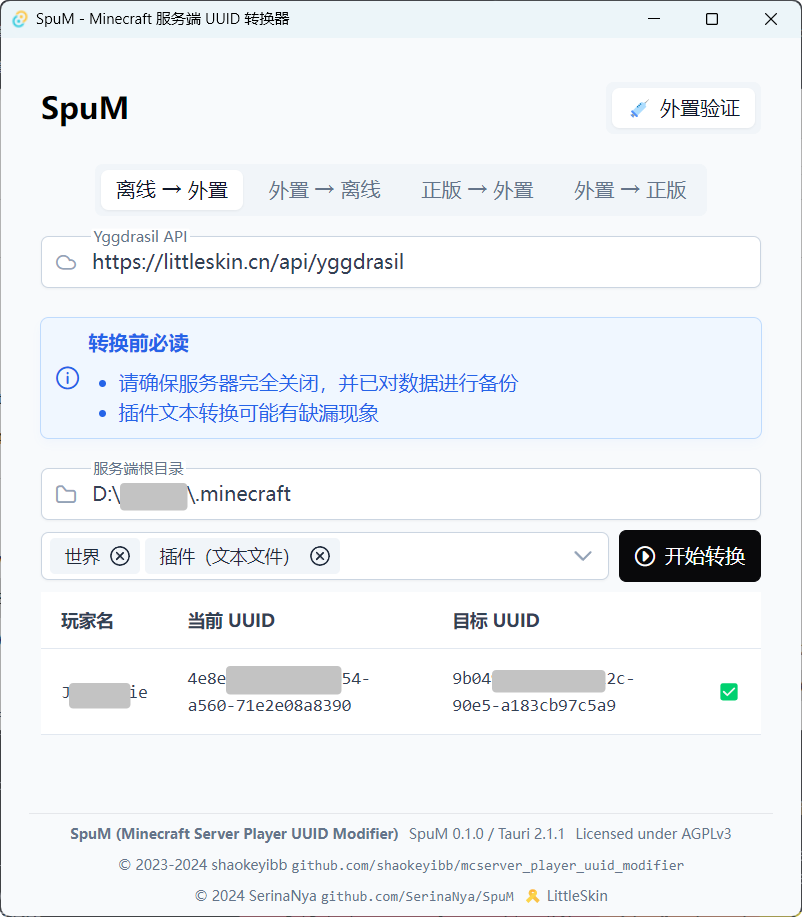 SpuM - Minecraft 服务端 UUID 转换器
SpuM
外置验证
离线 → 外置 外置 → 离线 正版 → 外置 外置 → 正版
Yggdrasil API
https://littleskin.cn/api/yggdrasil
转换前必读
• 请确保服务器完全关闭，并已对数据进行备份
• 插件文本转换可能有缺漏现象
服务端根目录
D:\ \.minecraft
世界 插件（文本文件） 开始转换
玩家名 当前 UUID 目标 UUID
J ie 4e8e 54- 9b04 2c-
a560-71e2e08a8390 90e5-a183cb97c5a9
SpuM (Minecraft Server Player UUID Modifier) SpuM 0.1.0 / Tauri 2.1.1 Licensed under AGPLv3
© 2023-2024 shaokeyibb github.com/shaokeyibb/mcserver_player_uuid_modifier
© 2024 SerinaNya github.com/SerinaNya/SpuM LittleSkin